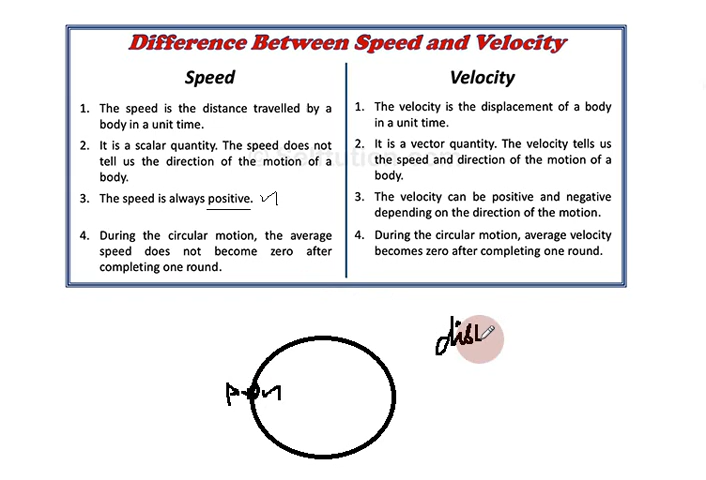 Difference Between Speed and Velocity
Speed
1. The speed is the distance travelled by a
body in a unit time.
2. It is a scalar quantity. The speed does not
tell us the direction of the motion of a
body.
3. The speed is always positive.
4. During the circular motion, the average
speed does not become zero after
completing one round.
Velocity
1. The velocity is the displacement of a body
in a unit time.
2. It is a vector quantity. The velocity tells us
the speed and direction of the motion of a
body.
3. The velocity can be positive and negative
depending on the direction of the motion.
4. During the circular motion, average velocity
becomes zero after completing one round.